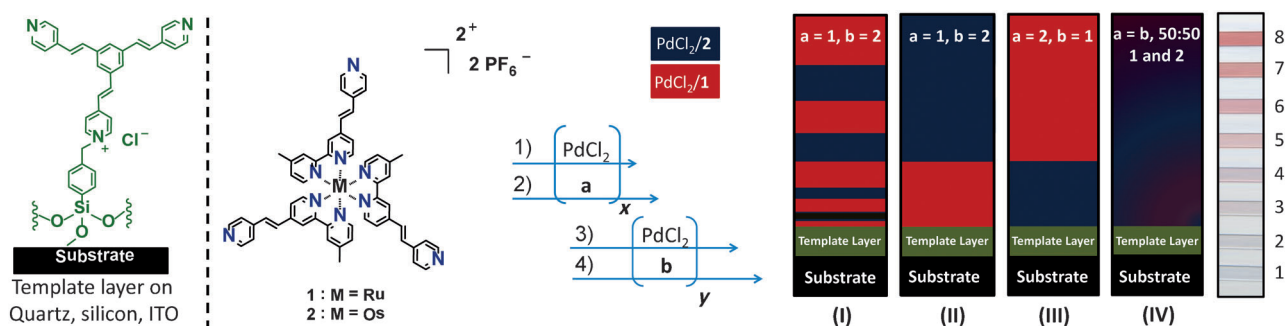 N
N
N
+
Cl−
Si
O
O
O
Substrate
Template layer on
Quartz, silicon, ITO
2+
2 PF6−
N
N
N
N
N
N
M
N
N
N
1 : M = Ru
2 : M = Os
PdCl2/2
PdCl2/1
1) PdCl2
2) a
x
3) PdCl2
4) b
y
a = 1, b = 2
Template Layer
Substrate
(I)
a = 1, b = 2
Template Layer
Substrate
(II)
a = 2, b = 1
Template Layer
Substrate
(III)
a = b, 50:50
1 and 2
Template Layer
Substrate
(IV)
8
7
6
5
4
3
2
1